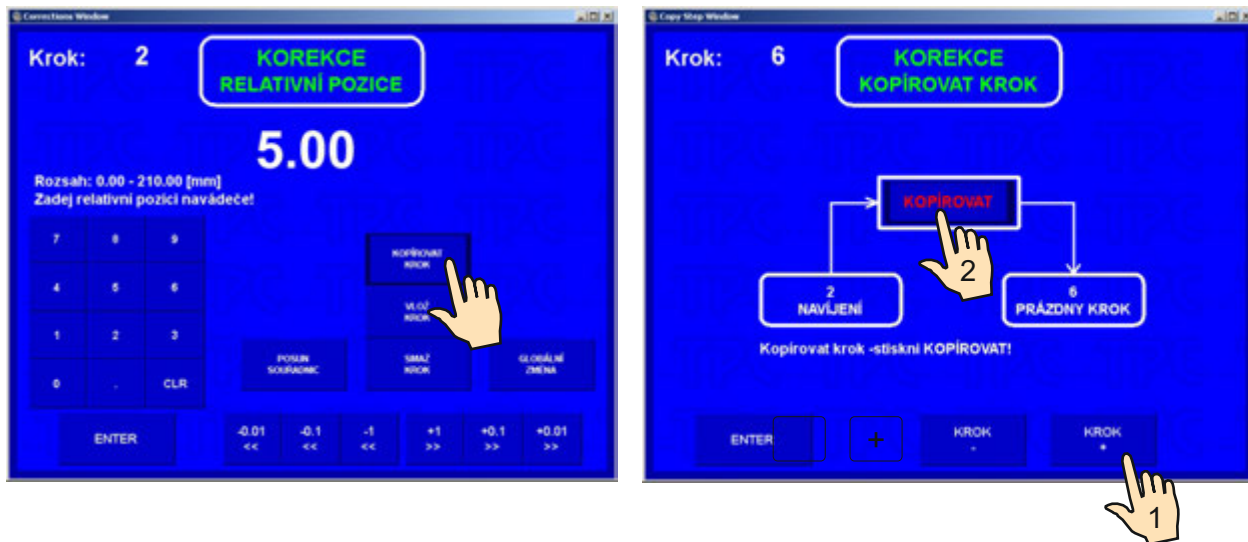 Corrections Window
Krok: 2
KOREKCE
RELATIVNÍ POZICE
5.00
Rozsah: 0.00 - 210.00 [mm]
Zadej relativní pozici navádeče!
7 8 9
4 5 6
1 2 3
0 . CLR
KOPÍROVAT
KROK
VLOŽ
KROK
POSUN
SOUŘADNIC
SMAŽ
KROK
GLOBÁLNÍ
ZMĚNA
ENTER
-0.01 -0.1 -1 +1 +0.1 +0.01
<< << << >> >> >>
Copy Step Window
Krok: 6
KOREKCE
KOPÍROVAT KROK
KOPÍROVAT
2
2
NAVÍJENÍ
6
PRÁZDNY KROK
Kopírovat krok -stiskni KOPÍROVAT!
ENTER
+
KROK
-
KROK
+
1